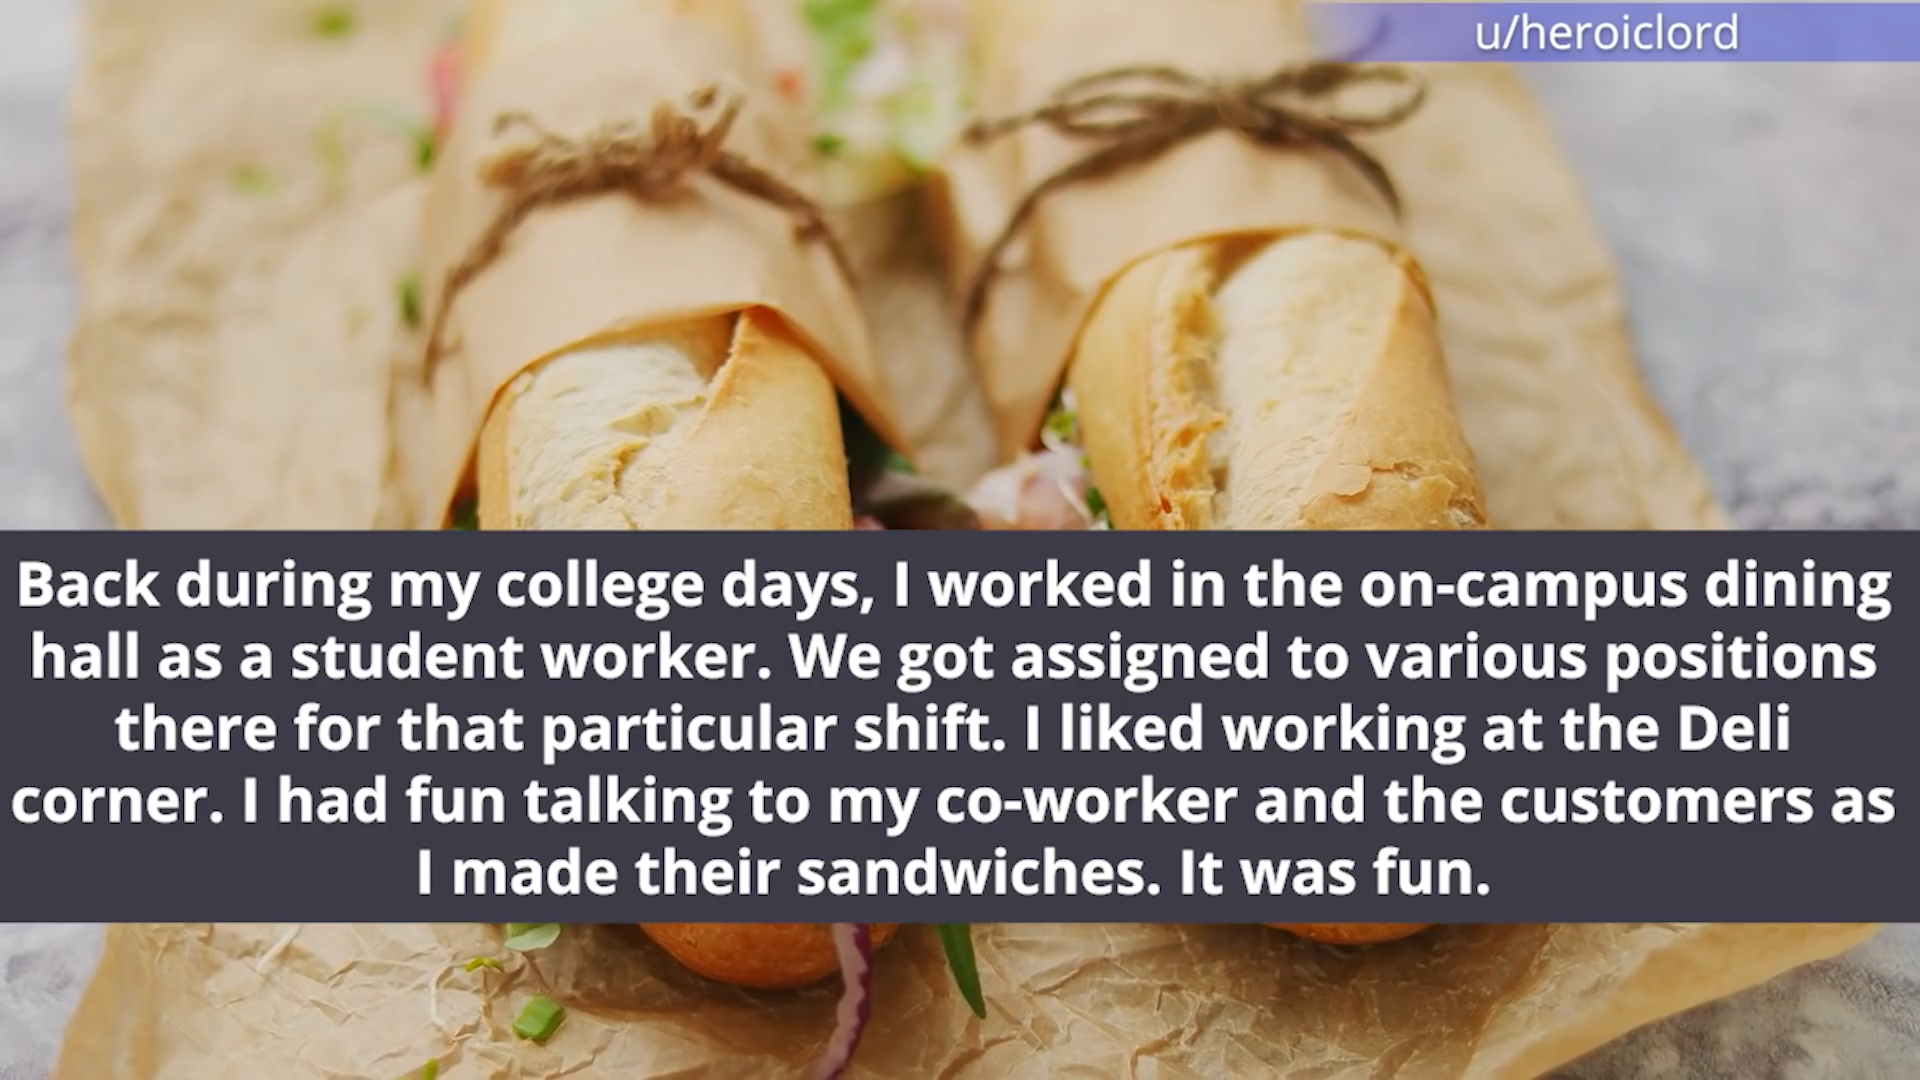 u/heroiclord
Back during my college days, I worked in the on-campus dining
hall as a student worker. We got assigned to various positions
there for that particular shift. I liked working at the Deli
corner. I had fun talking to my co-worker and the customers as
I made their sandwiches. It was fun.